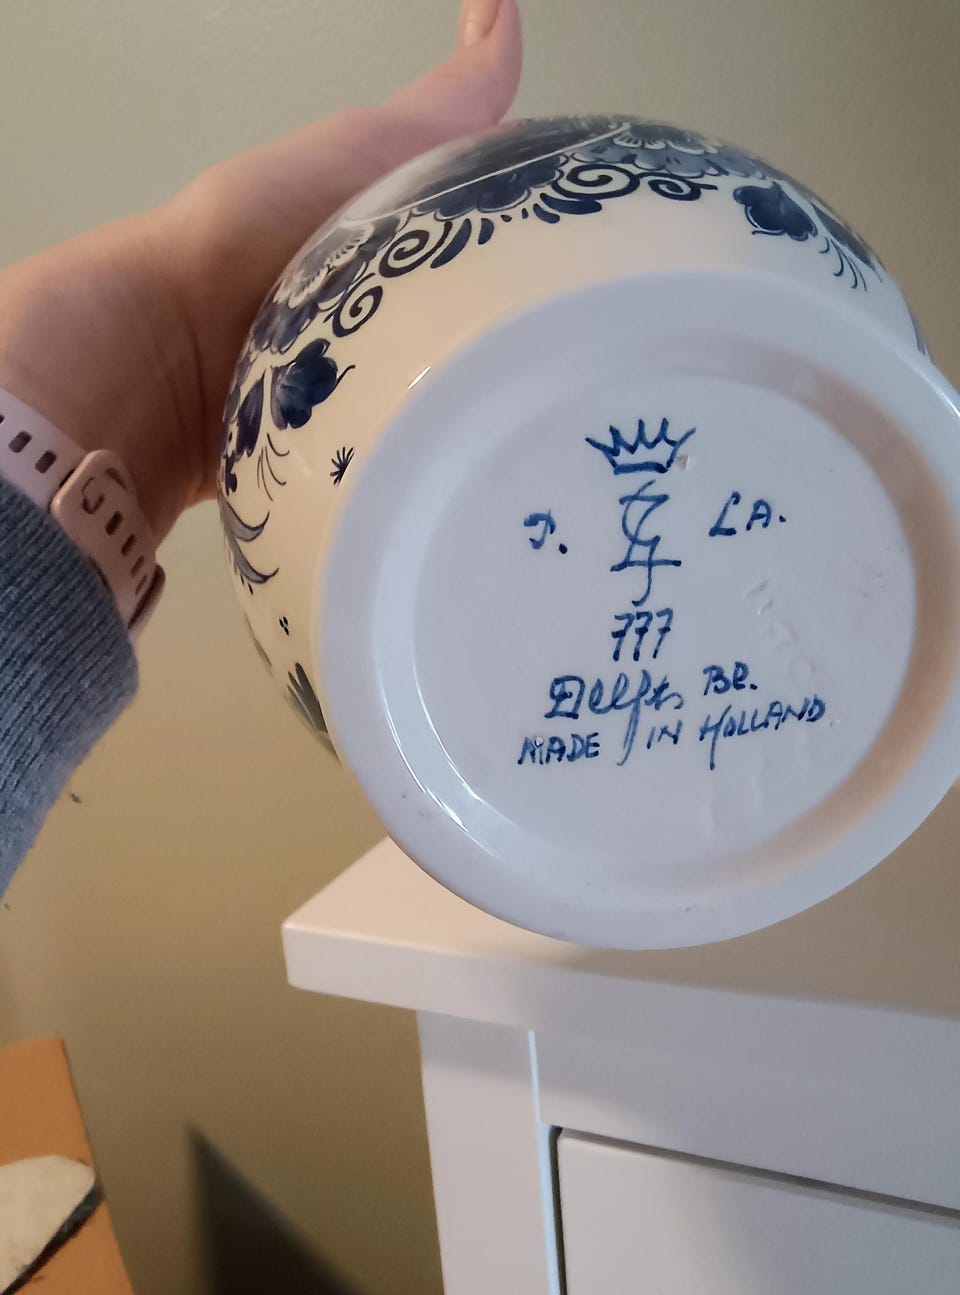 P. LA.
777
Delfts Bl.
MADE IN HOLLAND